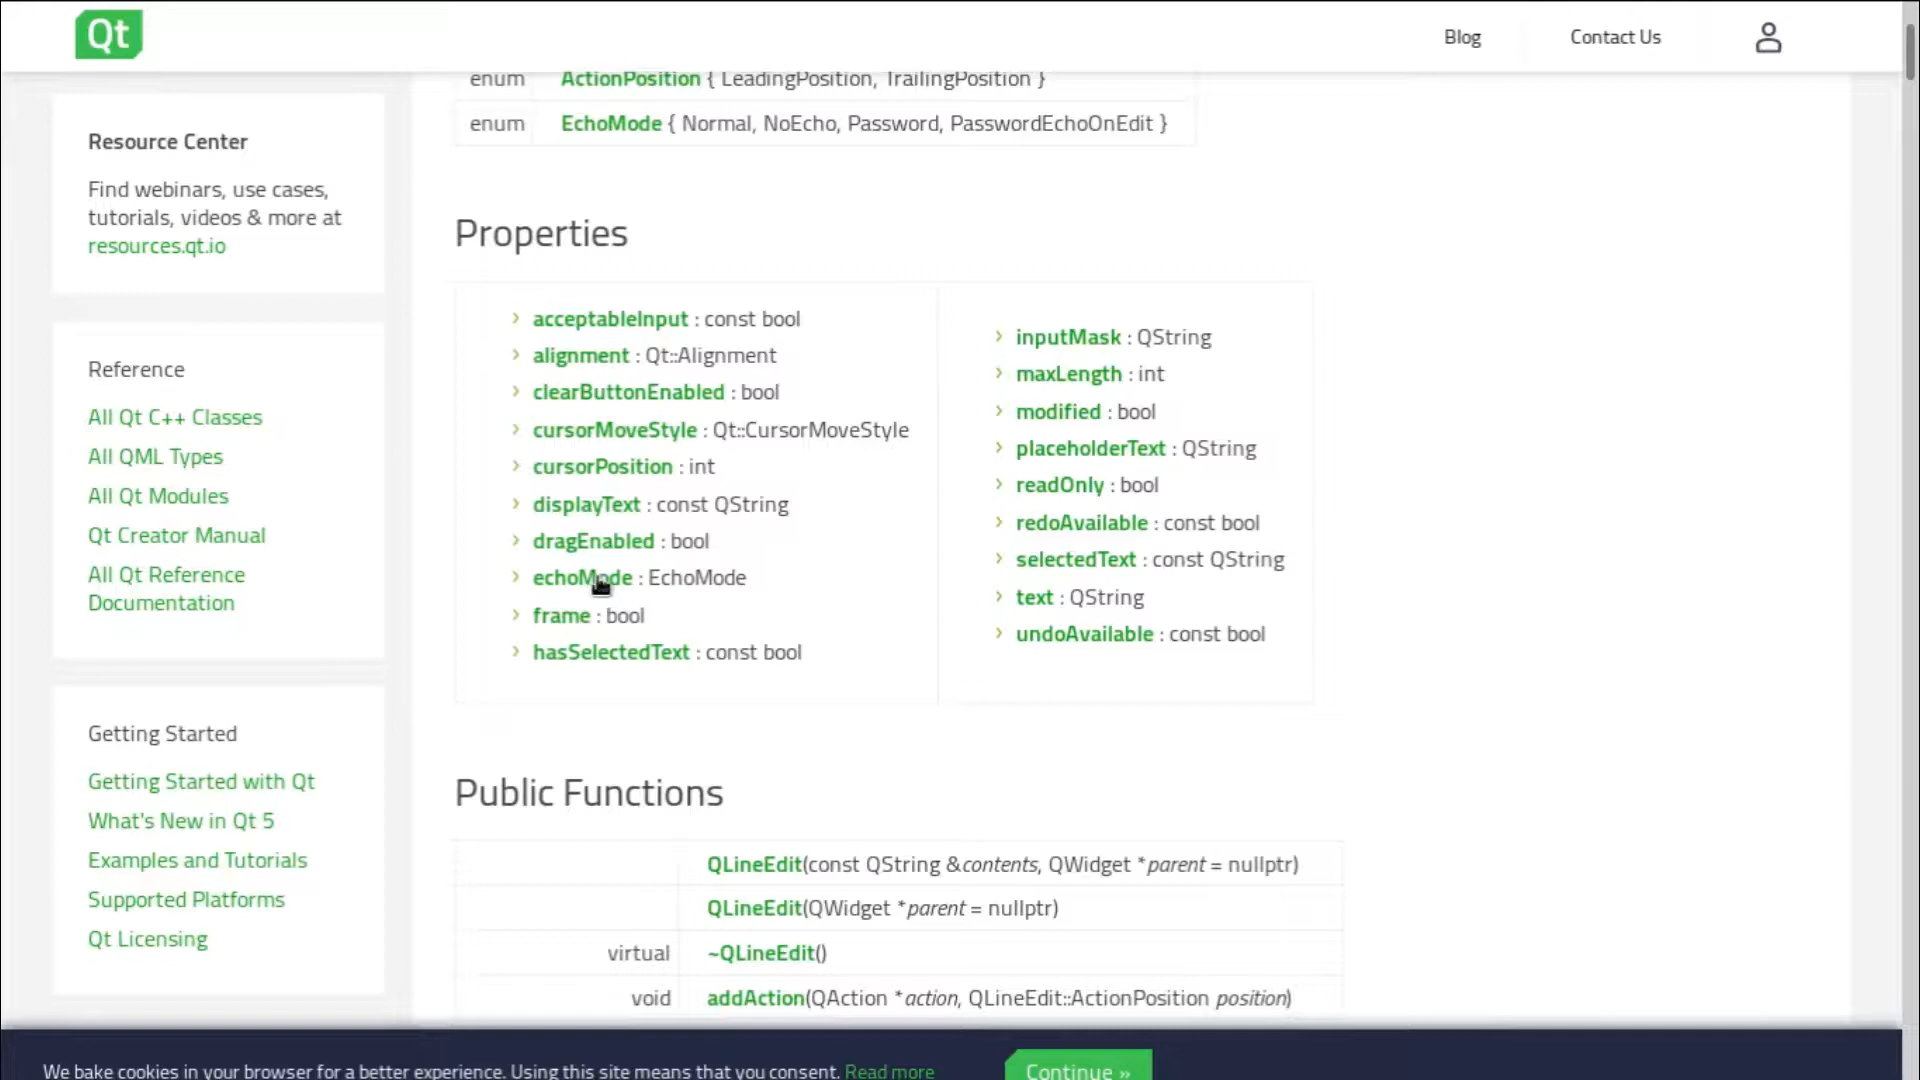 Qt
Blog
Contact Us
enum ActionPosition { LeadingPosition, TrailingPosition }
enum EchoMode { Normal, NoEcho, Password, PasswordEchoOnEdit }
Resource Center
Find webinars, use cases,
tutorials, videos & more at
resources.qt.io
Reference
All Qt C++ Classes
All QML Types
All Qt Modules
Qt Creator Manual
All Qt Reference
Documentation
Getting Started
Getting Started with Qt
What's New in Qt 5
Examples and Tutorials
Supported Platforms
Qt Licensing
Properties
acceptableInput : const bool
alignment : Qt::Alignment
clearButtonEnabled : bool
cursorMoveStyle : Qt::CursorMoveStyle
cursorPosition : int
displayText : const QString
dragEnabled : bool
echoMode : EchoMode
frame : bool
hasSelectedText : const bool
inputMask : QString
maxLength : int
modified : bool
placeholderText : QString
readOnly : bool
redoAvailable : const bool
selectedText : const QString
text : QString
undoAvailable : const bool
Public Functions
QLineEdit(const QString &contents, QWidget *parent = nullptr)
QLineEdit(QWidget *parent = nullptr)
virtual ~QLineEdit()
void addAction(QAction *action, QLineEdit::ActionPosition position)
We bake cookies in your browser for a better experience. Using this site means that you consent. Read more
Continue »